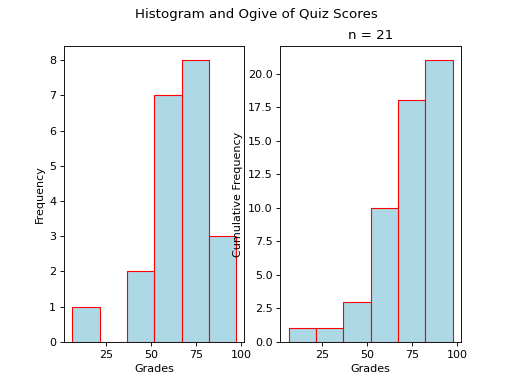 Histogram and Ogive of Quiz Scores
n = 21
8
7
6
5
4
3
2
1
0
Frequency
25 50 75 100
Grades
20.0
17.5
15.0
12.5
10.0
7.5
5.0
2.5
0.0
Cumulative Frequency
25 50 75 100
Grades